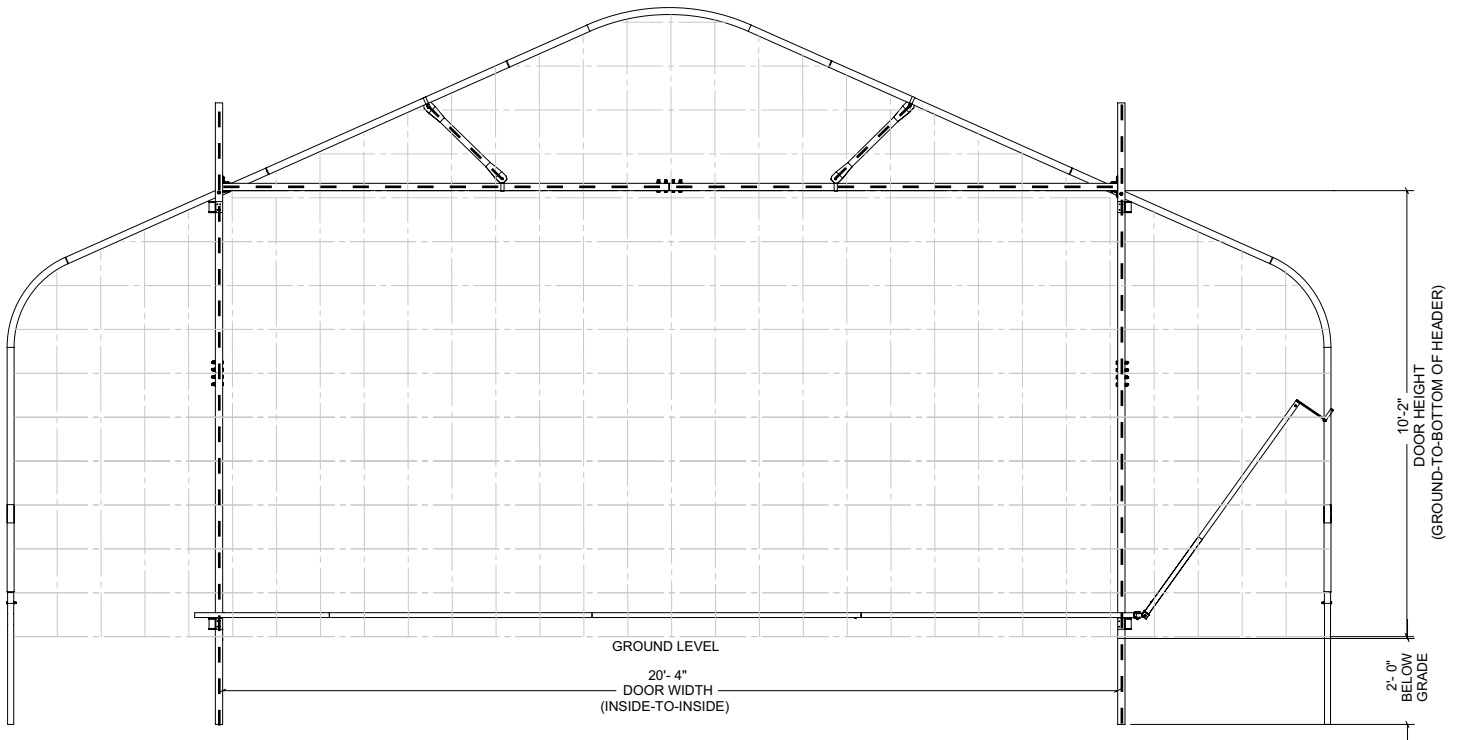 10'-2"
DOOR HEIGHT
(GROUND-TO-BOTTOM OF HEADER)
GROUND LEVEL
20'- 4"
DOOR WIDTH
(INSIDE-TO-INSIDE)
2'- 0"
BELOW
GRADE